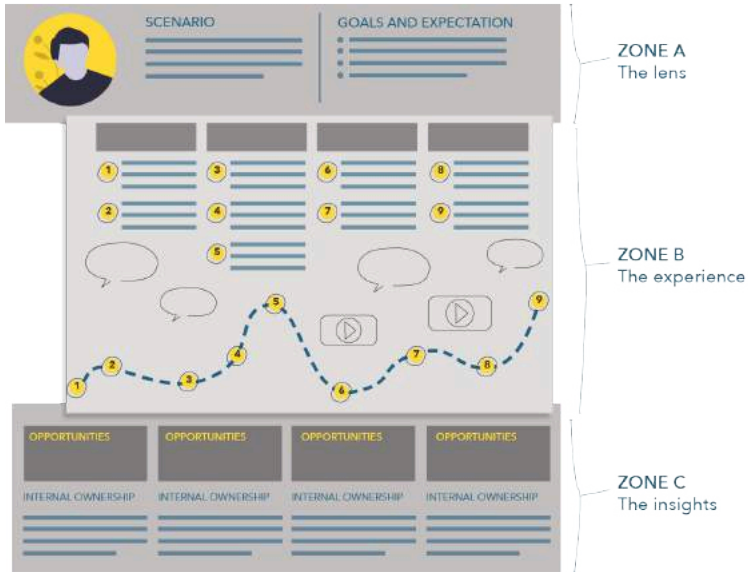 SCENARIO
GOALS AND EXPECTATION
ZONE A
The lens
1
3
6
8
2
4
7
9
5
ZONE B
The experience
5
9
4
7
2
8
3
1
6
OPPORTUNITIES
OPPORTUNITIES
OPPORTUNITIES
OPPORTUNITIES
INTERNAL OWNERSHIP
INTERNAL OWNERSHIP
INTERNAL OWNERSHIP
INTERNAL OWNERSHIP
ZONE C
The insights